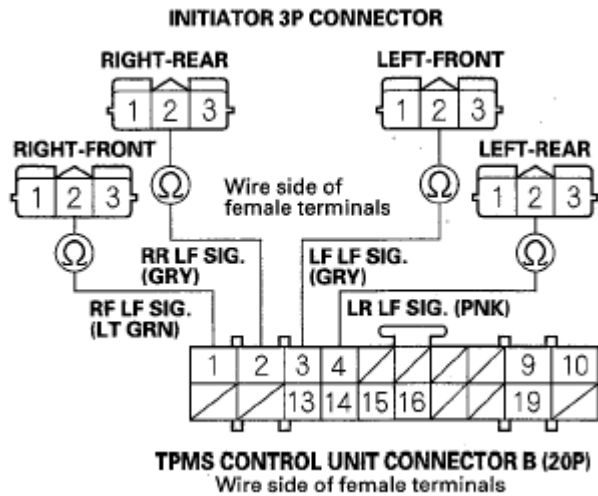 INITIATOR 3P CONNECTOR
RIGHT-REAR
LEFT-FRONT
1 2 3
1 2 3
RIGHT-FRONT
LEFT-REAR
1 2 3
1 2 3
Ω
Ω
Wire side of
female terminals
Ω
Ω
RR LF SIG.
(GRY)
LF LF SIG.
(GRY)
RF LF SIG.
(LT GRN)
LR LF SIG. (PNK)
1 2 3 4 9 10
13 14 15 16 19
TPMS CONTROL UNIT CONNECTOR B (20P)
Wire side of female terminals